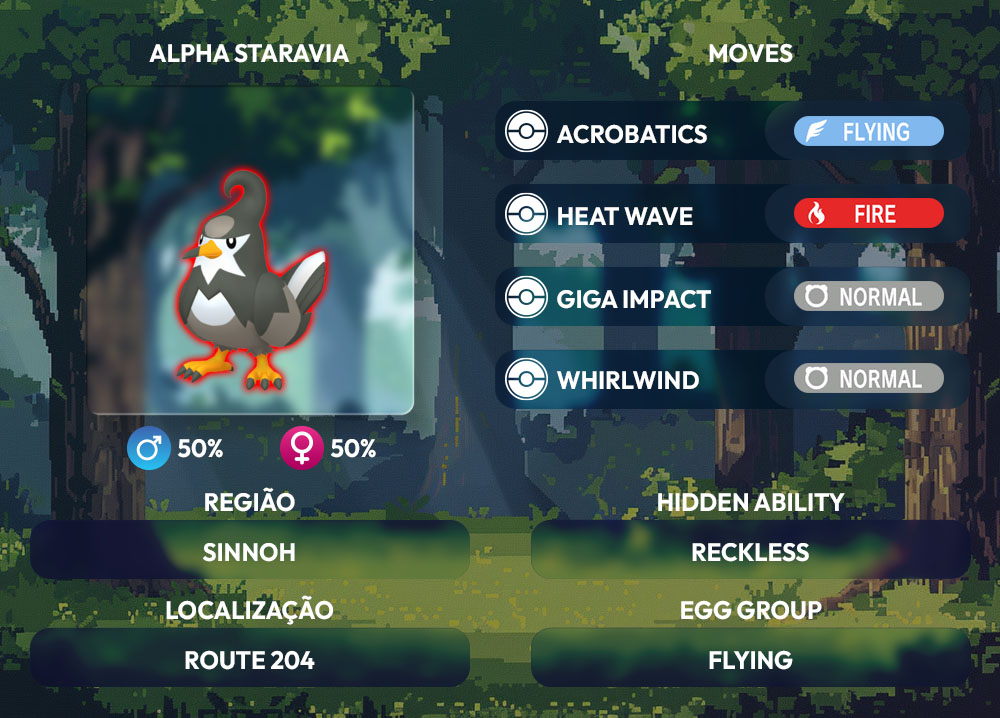 ALPHA STARAVIA
50%
50%
REGIÃO
SINNOH
LOCALIZAÇÃO
ROUTE 204
MOVES
ACROBATICS FLYING
HEAT WAVE FIRE
GIGA IMPACT NORMAL
WHIRLWIND NORMAL
HIDDEN ABILITY
RECKLESS
EGG GROUP
FLYING